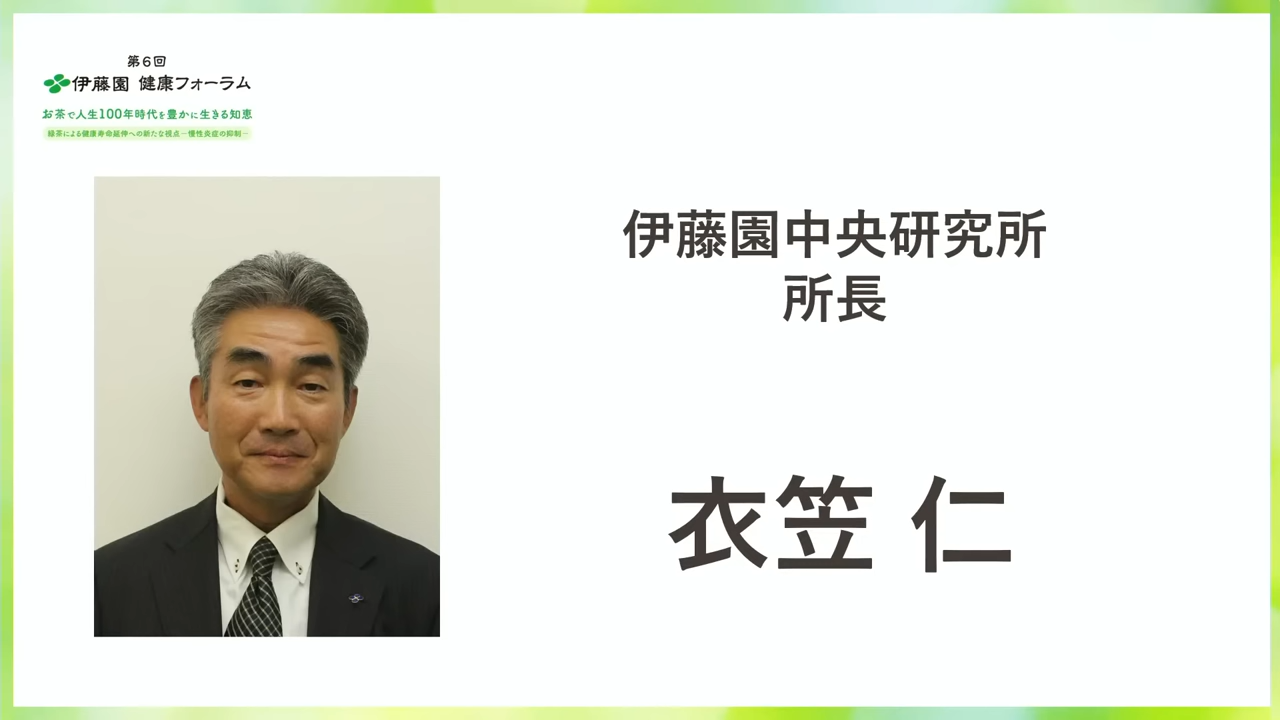 第6回
伊藤園 健康フォーラム
お茶で人生100年時代を豊かに生きる知恵
緑茶による健康寿命延伸への新たな視点－慢性炎症の抑制－
伊藤園中央研究所
所長
衣笠 仁